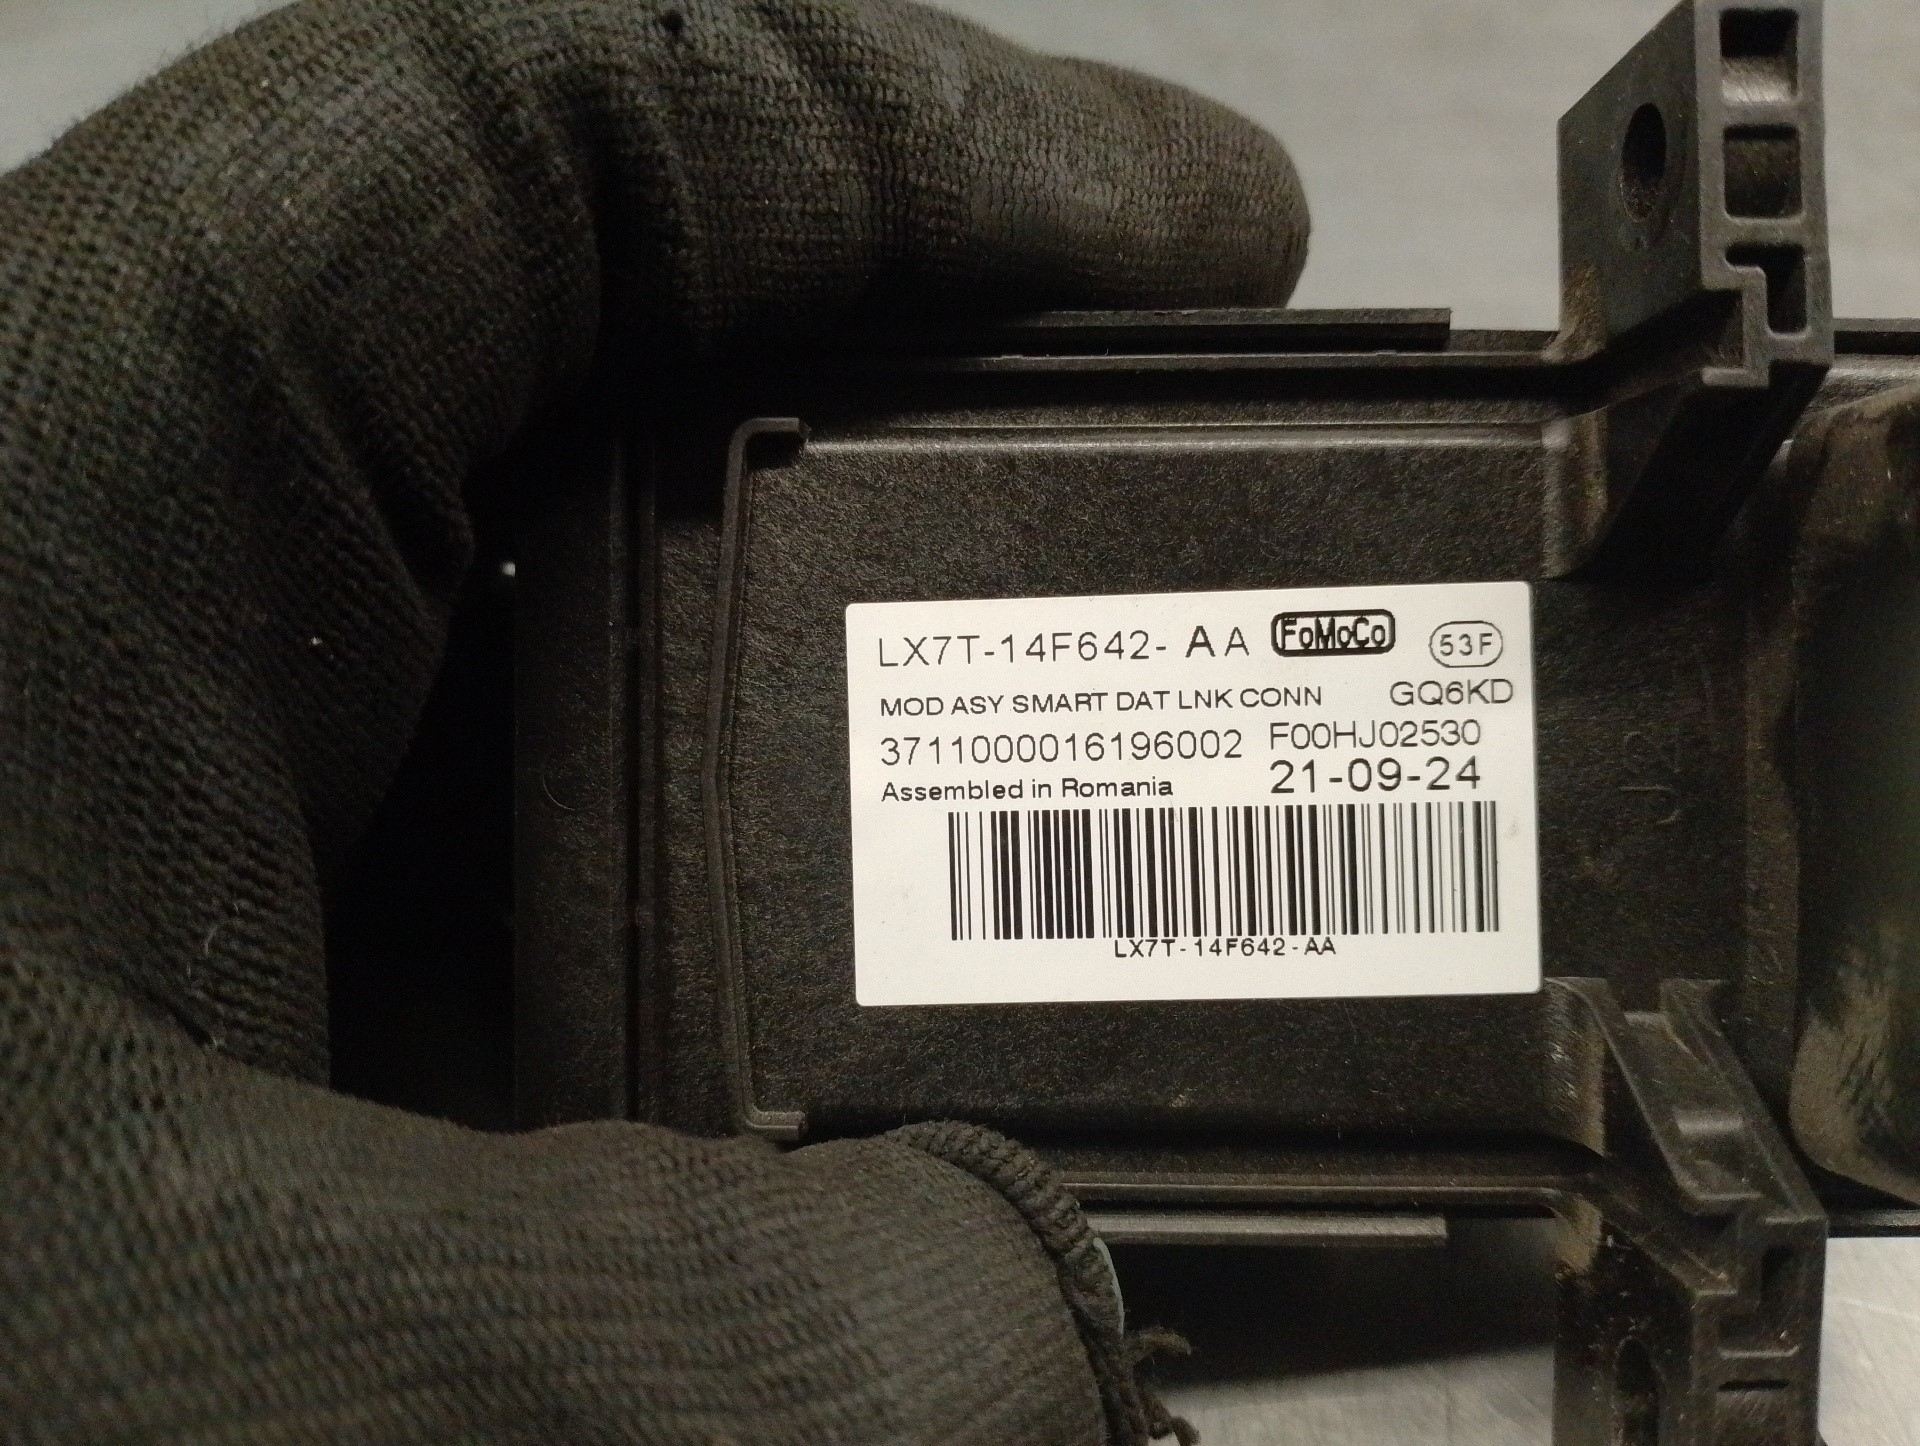 LX7T-14F642- AA FoMoCo 53F
MOD ASY SMART DAT LNK CONN GQ6KD
3711000016196002 F00HJ02530
Assembled in Romania 21-09-24
LX7T-14F642-AA